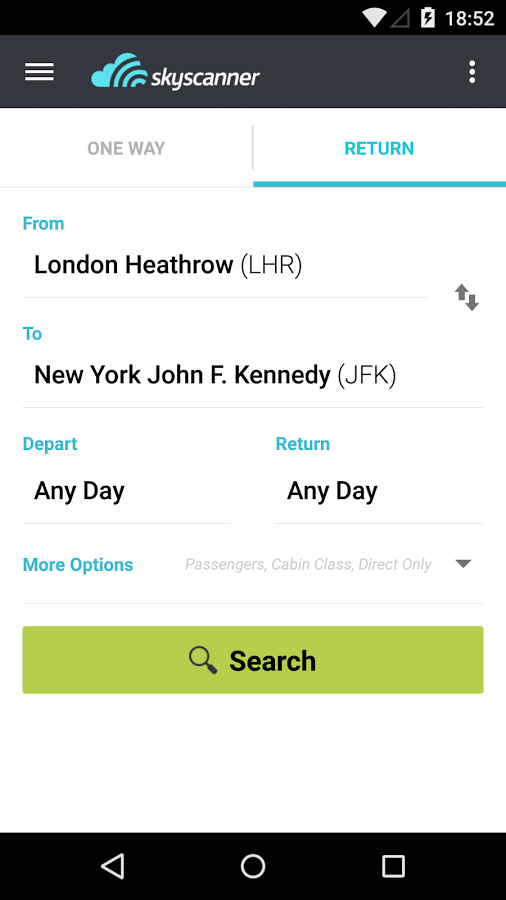 18:52
skyscanner
ONE WAY
RETURN
From
London Heathrow (LHR)
To
New York John F. Kennedy (JFK)
Depart
Return
Any Day
Any Day
More Options
Passengers, Cabin Class, Direct Only
Search